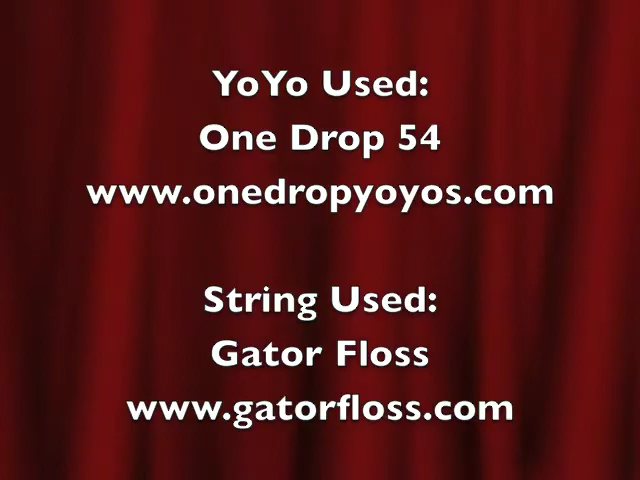 YoYo Used:
One Drop 54
www.onedropyoyos.com
String Used:
Gator Floss
www.gatorfloss.com